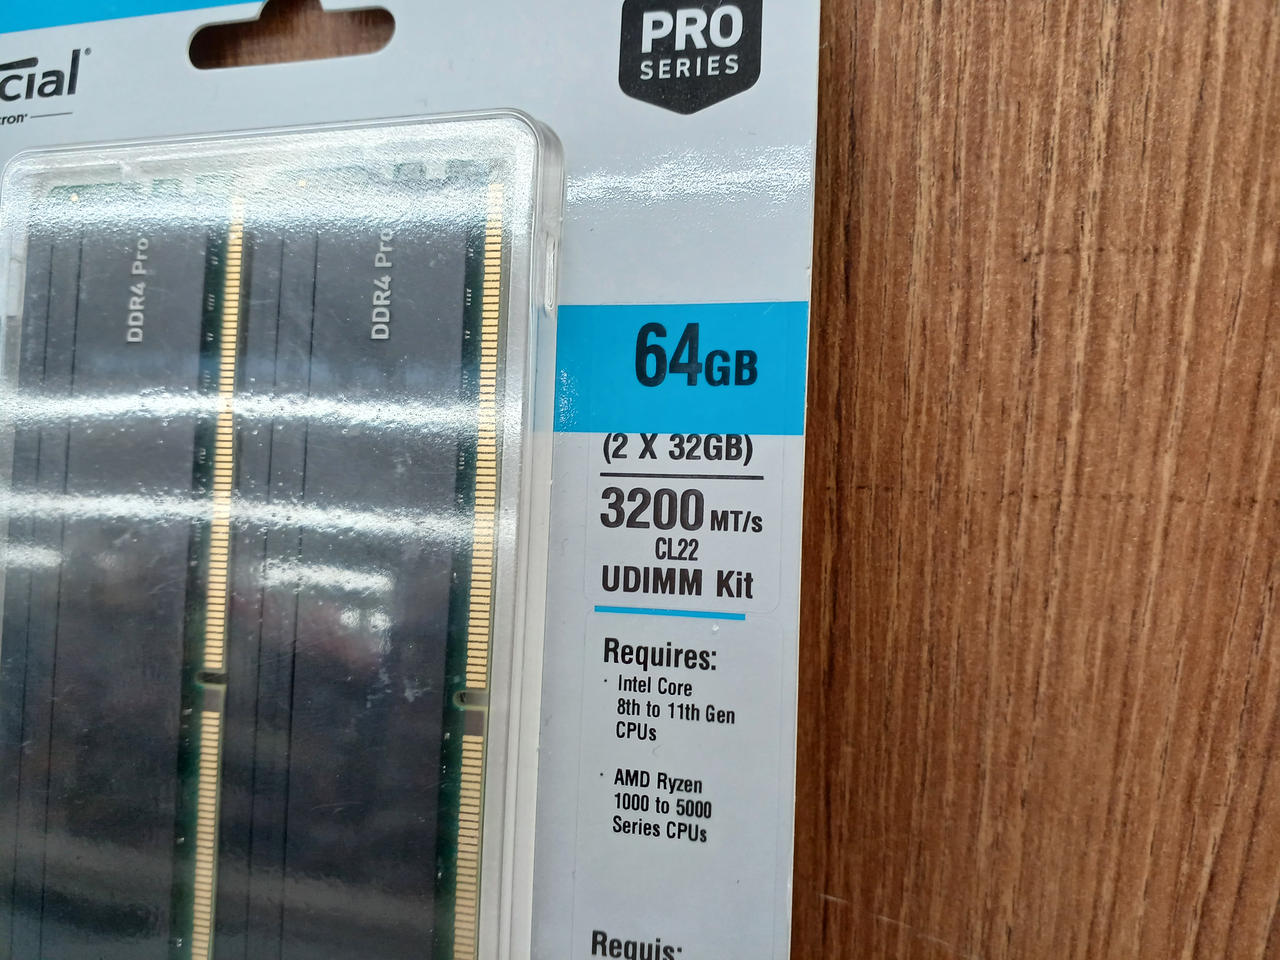 cial®
cron®
PRO
SERIES
DDR4 Pro
DDR4 Pro
64GB
(2 X 32GB)
3200 MT/s
CL22
UDIMM Kit
Requires:
· Intel Core
8th to 11th Gen
CPUs
· AMD Ryzen
1000 to 5000
Series CPUs
Requis: